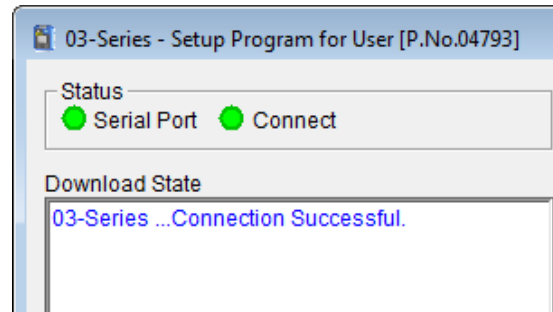 03-Series - Setup Program for User [P.No.04793]
Status
Serial Port Connect
Download State
03-Series ...Connection Successful.